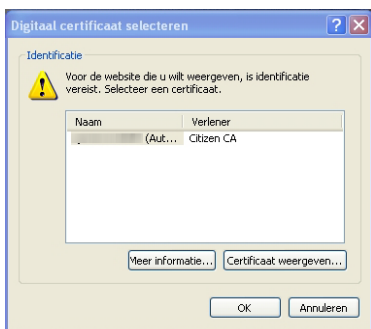 Digitaal certificaat selecteren
Identificatie
Voor de website die u wilt weergeven, is identificatie
vereist. Selecteer een certificaat.
Naam Verlener
(Aut... Citizen CA
Meer informatie... Certificaat weergeven...
OK Annuleren